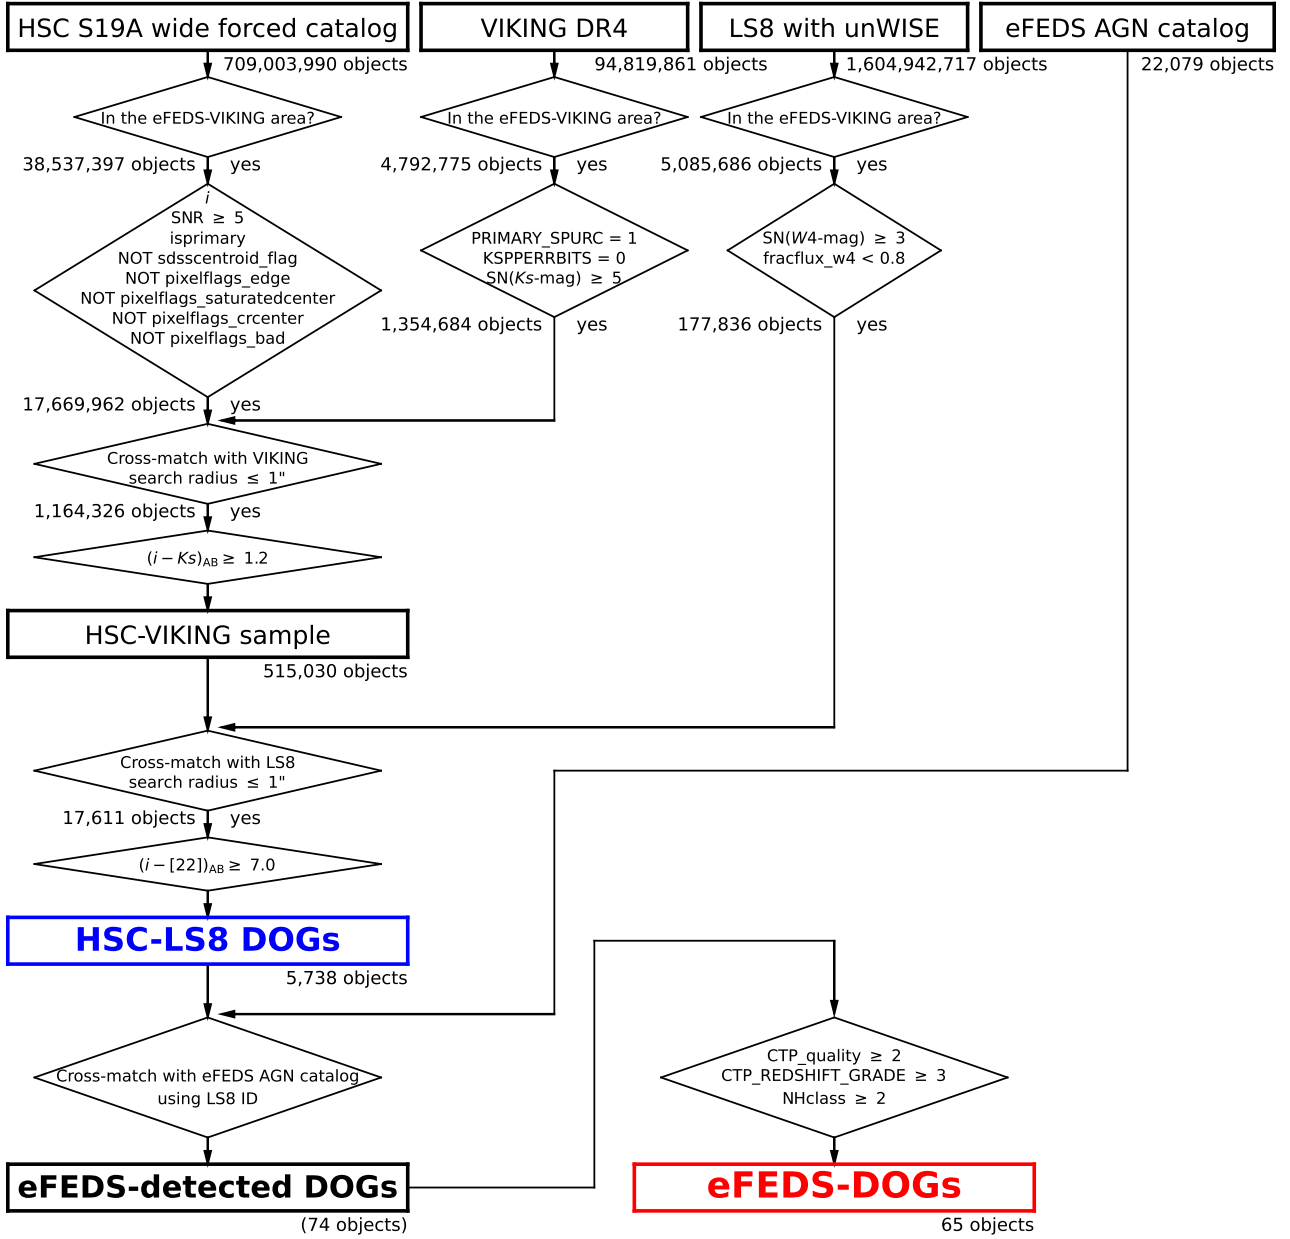 HSC S19A wide forced catalog
VIKING DR4
LS8 with unWISE
eFEDS AGN catalog
709,003,990 objects
94,819,861 objects
1,604,942,717 objects
22,079 objects
In the eFEDS-VIKING area?
In the eFEDS-VIKING area?
In the eFEDS-VIKING area?
38,537,397 objects yes
4,792,775 objects yes
5,085,686 objects yes
i
SNR ≥ 5
isprimary
NOT sdsscentroid_flag
NOT pixelflags_edge
NOT pixelflags_saturatedcenter
NOT pixelflags_crcenter
NOT pixelflags_bad
PRIMARY_SPURC = 1
KSPPERRBITS = 0
SN(Ks-mag) ≥ 5
SN(W4-mag) ≥ 3
fracflux_w4 < 0.8
1,354,684 objects yes
177,836 objects yes
17,669,962 objects yes
Cross-match with VIKING
search radius ≤ 1"
1,164,326 objects yes
(i − Ks)AB ≥ 1.2
HSC-VIKING sample
515,030 objects
Cross-match with LS8
search radius ≤ 1"
17,611 objects yes
(i − [22])AB ≥ 7.0
HSC-LS8 DOGs
5,738 objects
Cross-match with eFEDS AGN catalog
using LS8 ID
CTP_quality ≥ 2
CTP_REDSHIFT_GRADE ≥ 3
NHclass ≥ 2
eFEDS-detected DOGs
(74 objects)
eFEDS-DOGs
65 objects